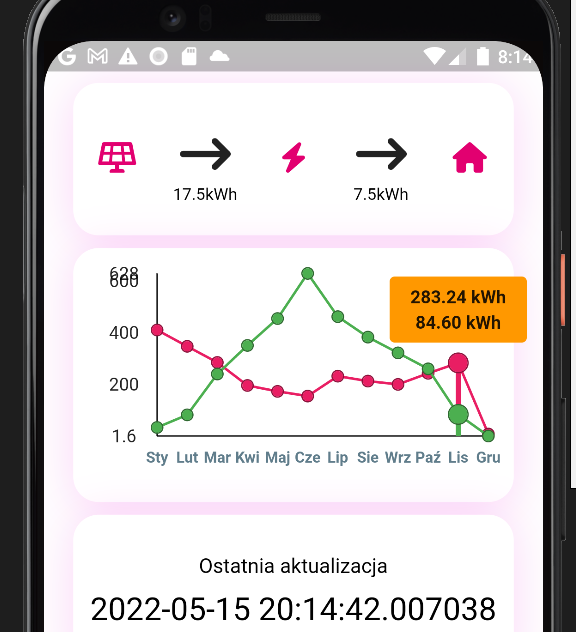 8:14
17.5kWh 7.5kWh
628
600
283.24 kWh
84.60 kWh
400
200
1.6
Sty Lut Mar Kwi Maj Cze Lip Sie Wrz Paź Lis Gru
Ostatnia aktualizacja
2022-05-15 20:14:42.007038